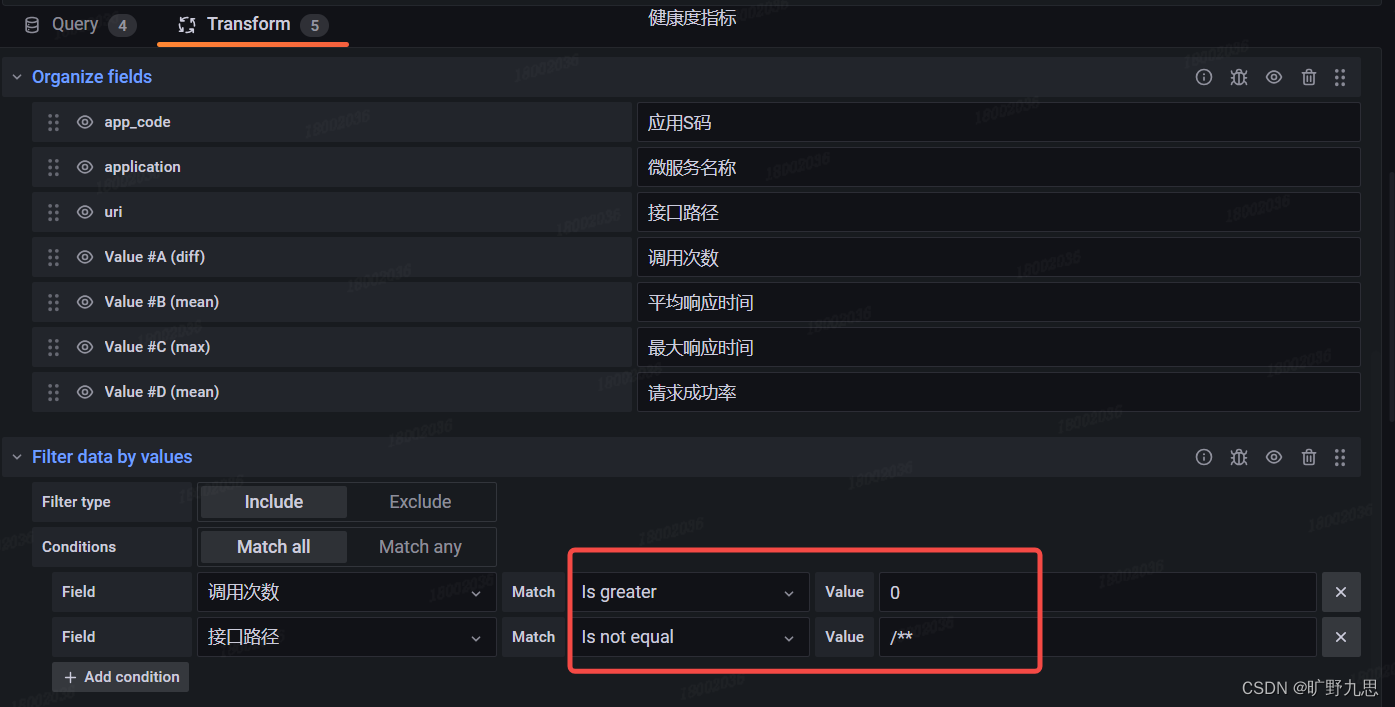 健康度指标
Query 4 Transform 5
Organize fields
app_code 应用S码
application 微服务名称
uri 接口路径
Value #A (diff) 调用次数
Value #B (mean) 平均响应时间
Value #C (max) 最大响应时间
Value #D (mean) 请求成功率
Filter data by values
Filter type Include Exclude
Conditions Match all Match any
Field 调用次数 Match Is greater Value 0
Field 接口路径 Match Is not equal Value /**
+ Add condition
CSDN @旷野九思
18002036